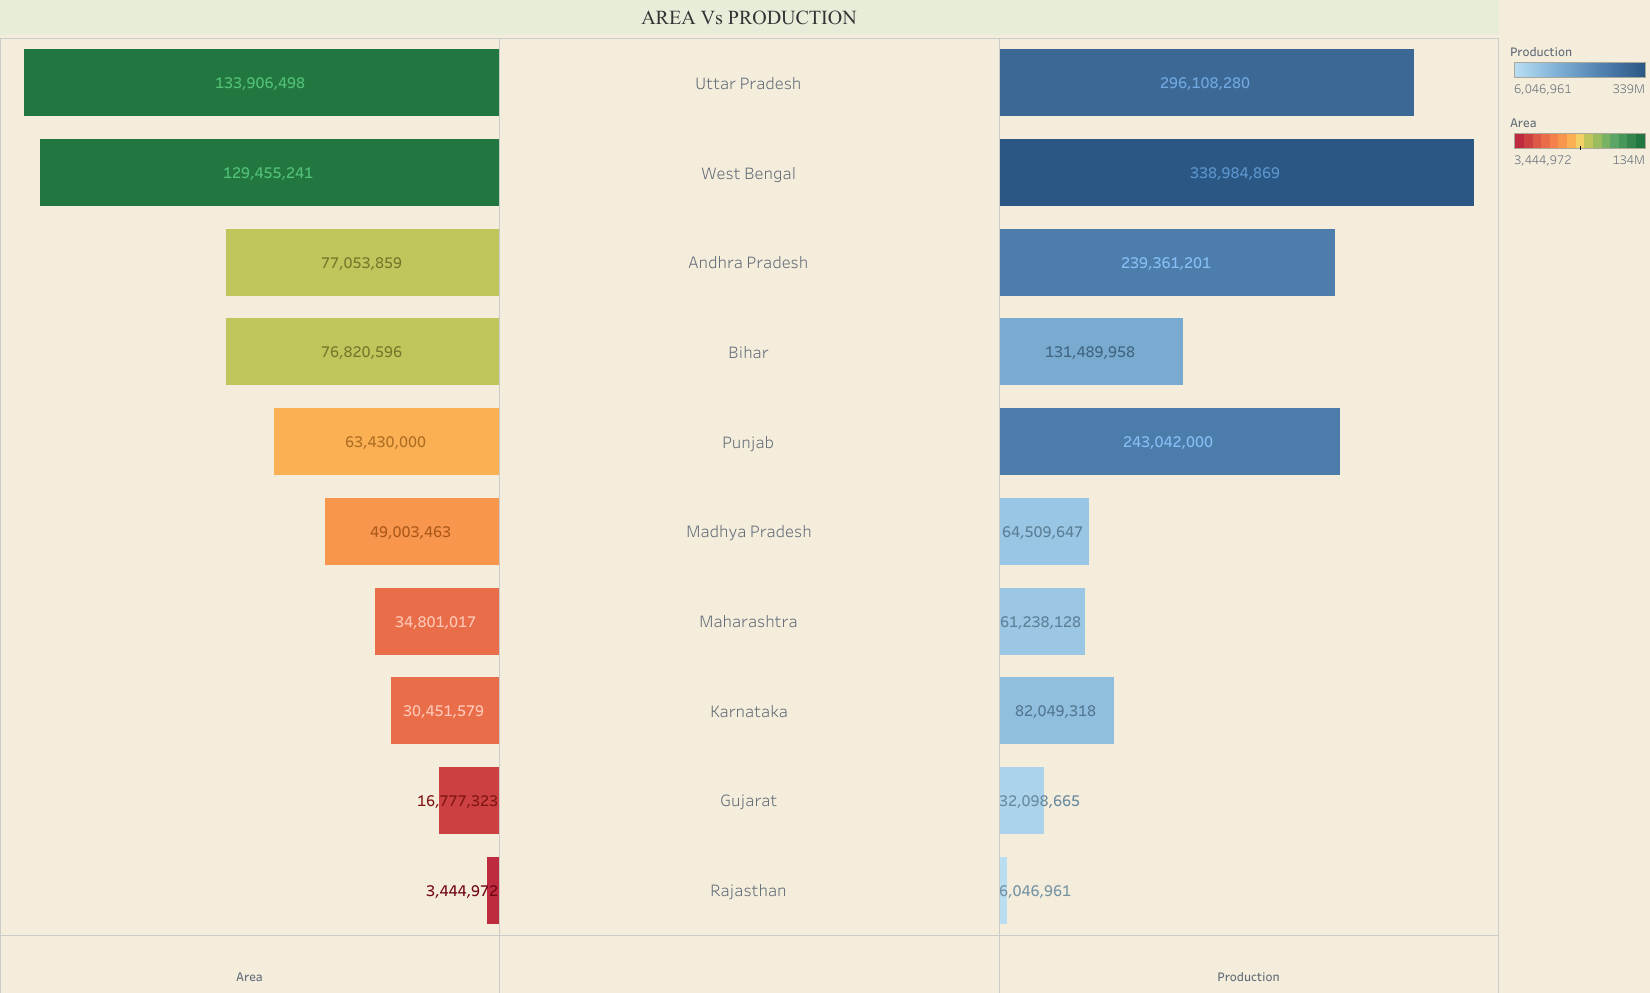 AREA Vs PRODUCTION
133,906,498 Uttar Pradesh 296,108,280
129,455,241 West Bengal 338,984,869
77,053,859 Andhra Pradesh 239,361,201
76,820,596 Bihar 131,489,958
63,430,000 Punjab 243,042,000
49,003,463 Madhya Pradesh 64,509,647
34,801,017 Maharashtra 61,238,128
30,451,579 Karnataka 82,049,318
16,777,323 Gujarat 32,098,665
3,444,972 Rajasthan 6,046,961
Area Production
Production
6,046,961 339M
Area
3,444,972 134M